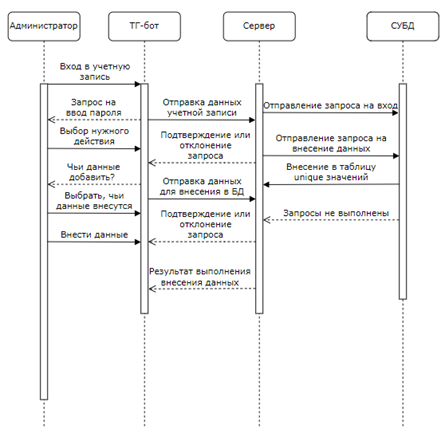 Администратор
ТГ-бот
Сервер
СУБД
Вход в учетную
запись
Запрос на
ввод пароля
Отправка данных
учетной записи
Отправление запроса на вход
Выбор нужного
действия
Подтверждение или
отклонение
запроса
Отправление запроса на
внесение данных
Чьи данные
добавить?
Отправка данных
для внесения в БД
Внесение в таблицу
unique значений
Выбрать, чьи
данные внесутся
Подтверждение или
отклонение
запроса
Запросы не выполнены
Внести данные
Результат выполнения
внесения данных